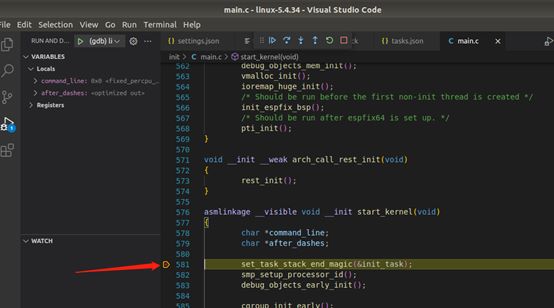 main.c - linux-5.4.34 - Visual Studio Code
File Edit Selection View Go Run Terminal Help
RUN AND D... (gdb) li settings.json ck tasks.json main.c
VARIABLES
Locals
command_line: 0x0 <fixed_percpu_
after_dashes: <optimized out>
Registers
WATCH
1
init > main.c > start_kernel(void)
562 debug_objects_mem_init();
563 vmalloc_init();
564 ioremap_huge_init();
565 /* Should be run before the first non-init thread is created */
566 init_espfix_bsp();
567 /* Should be run after espfix64 is set up. */
568 pti_init();
569 }
570
571 void __init __weak arch_call_rest_init(void)
572 {
573 rest_init();
574 }
575
576 asmlinkage __visible void __init start_kernel(void)
577 {
578 char *command_line;
579 char *after_dashes;
580
581 set_task_stack_end_magic(&init_task);
582 smp_setup_processor_id();
583 debug_objects_early_init();
584
cgroup_init_early();